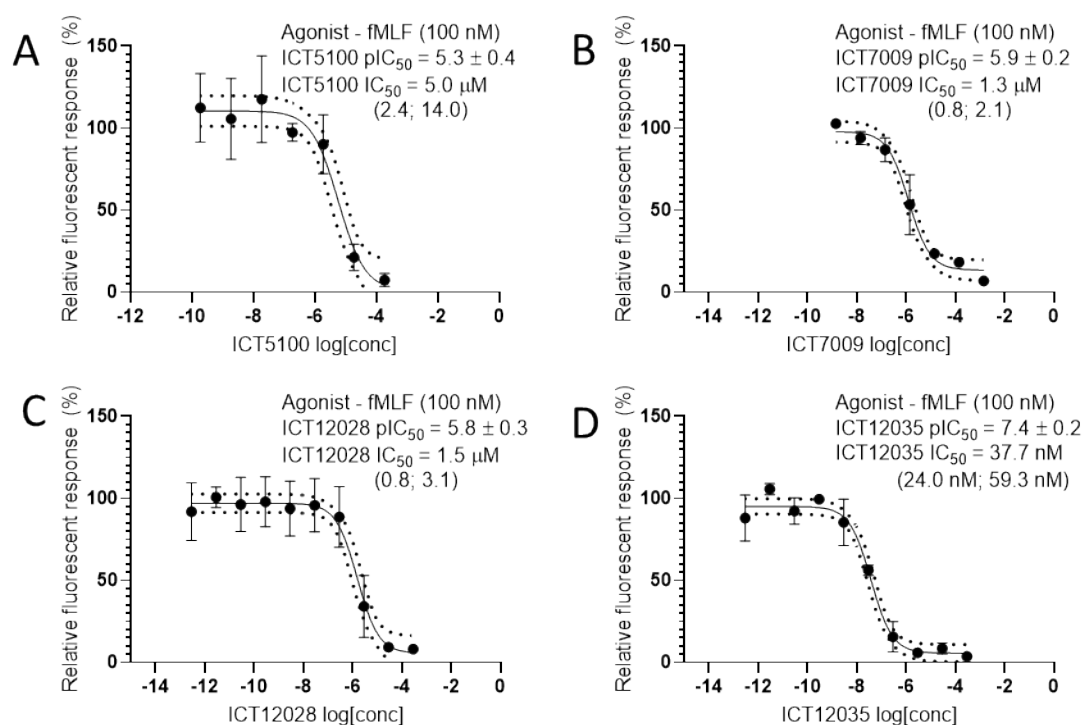 A
Agonist - fMLF (100 nM)
ICT5100 pIC50 = 5.3 ± 0.4
ICT5100 IC50 = 5.0 µM
(2.4; 14.0)
Relative fluorescent response (%)
150
100
50
0
-12 -10 -8 -6 -4 -2 0
ICT5100 log[conc]
B
Agonist - fMLF (100 nM)
ICT7009 pIC50 = 5.9 ± 0.2
ICT7009 IC50 = 1.3 µM
(0.8; 2.1)
Relative fluorescent response (%)
150
100
50
0
-14 -12 -10 -8 -6 -4 -2 0
ICT7009 log[conc]
C
Agonist - fMLF (100 nM)
ICT12028 pIC50 = 5.8 ± 0.3
ICT12028 IC50 = 1.5 µM
(0.8; 3.1)
Relative fluorescent response (%)
150
100
50
0
-14 -12 -10 -8 -6 -4 -2 0
ICT12028 log[conc]
D
Agonist - fMLF (100 nM)
ICT12035 pIC50 = 7.4 ± 0.2
ICT12035 IC50 = 37.7 nM
(24.0 nM; 59.3 nM)
Relative fluorescent response (%)
150
100
50
0
-14 -12 -10 -8 -6 -4 -2 0
ICT12035 log[conc]